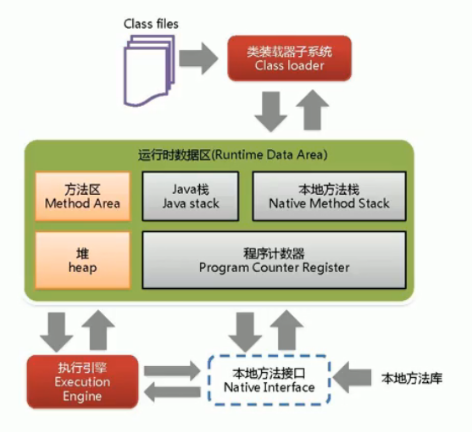 Class files
类装载器子系统
Class loader
运行时数据区(Runtime Data Area)
方法区
Method Area
Java栈
Java stack
本地方法栈
Native Method Stack
堆
heap
程序计数器
Program Counter Register
执行引擎
Execution
Engine
本地方法接口
Native Interface
本地方法库